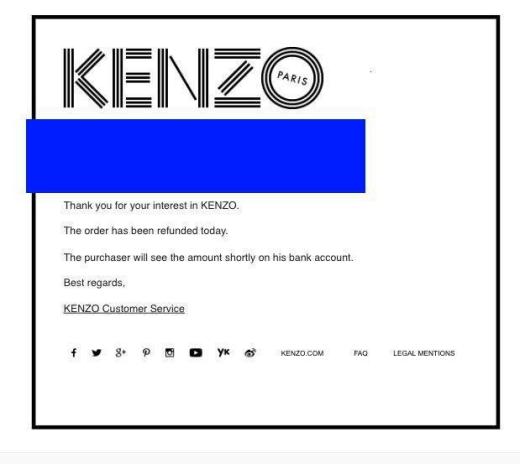 KENZO
PARIS
Thank you for your interest in KENZO.
The order has been refunded today.
The purchaser will see the amount shortly on his bank account.
Best regards,
KENZO Customer Service
KENZO.COM FAQ LEGAL MENTIONS